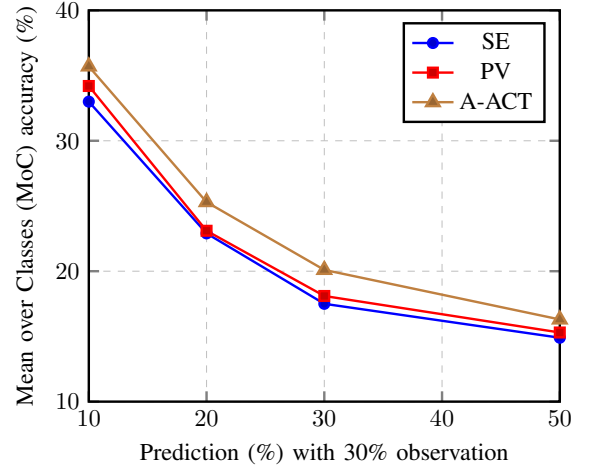 Mean over Classes (MoC) accuracy (%)
40
30
20
10
SE
PV
A-ACT
10 20 30 40 50
Prediction (%) with 30% observation